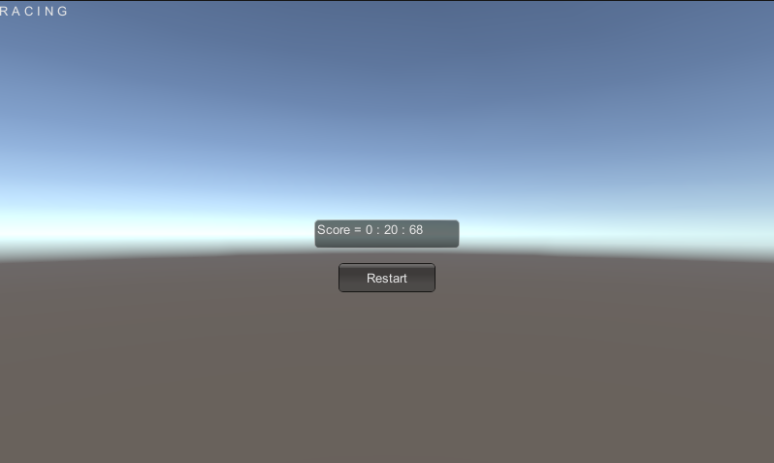 RACING
Score = 0 : 20 : 68
Restart